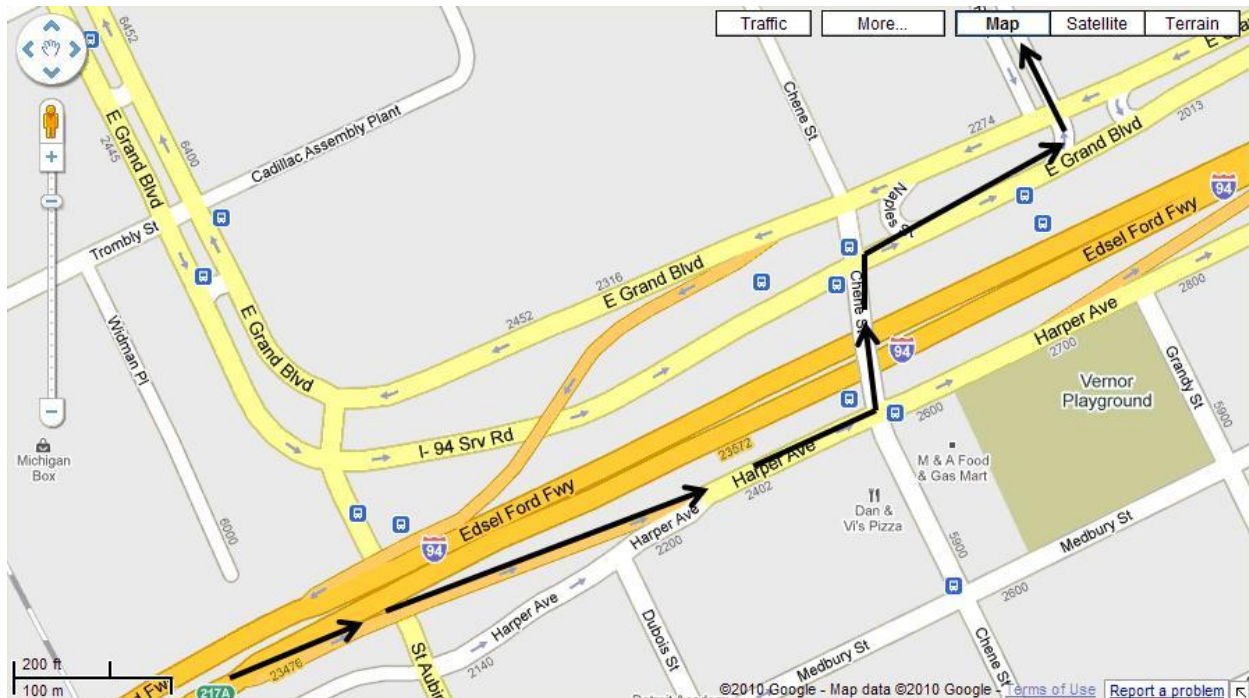 Traffic
More...
Map
Satellite
Terrain
6452
E Grand Blvd
2445
E Grand Blvd
6400
Cadillac Assembly Plant
Trombly St
Widman Pl
6000
Michigan
Box
E Grand Blvd
2452
2316
E Grand Blvd
2274
Chene St
Naples St
E Grand Blvd
2013
94
Edsel Ford Fwy
Harper Ave
2800
2700
2600
Chene St
94
I- 94 Srv Rd
Edsel Ford Fwy
94
23572
Harper Ave
2402
Harper Ave
2200
Harper Ave
2140
23476
217A
St Aubin
Dubois St
Vernor
Playground
Grandy St
5900
M & A Food
& Gas Mart
Dan &
Vi's Pizza
5900
Medbury St
2600
Medbury St
Chene St
200 ft
100 m
©2010 Google - Map data ©2010 Google - Terms of Use
Report a problem